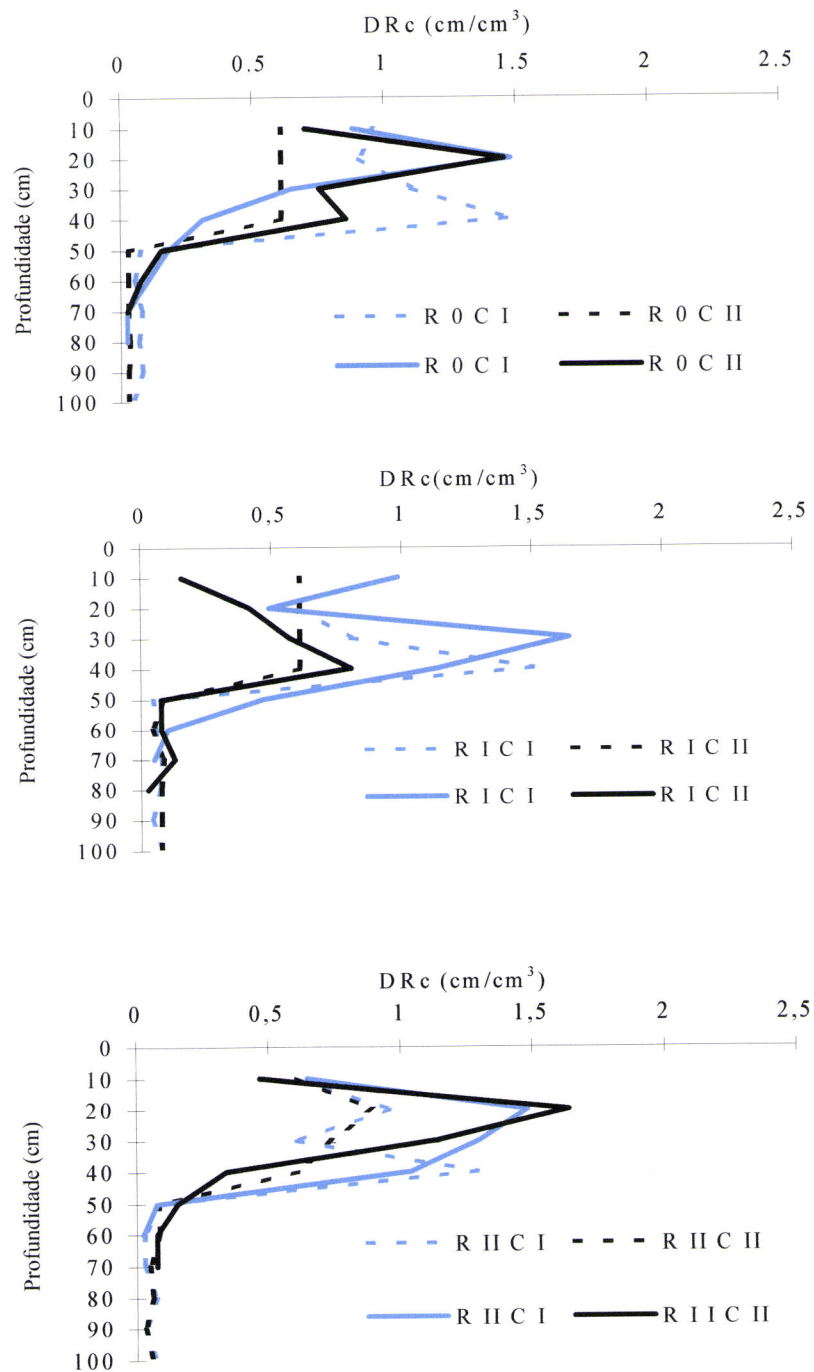 DRc (cm/cm³)
0 0.5 1 1.5 2 2.5
Profundidade (cm)
0
10
20
30
40
50
60
70
80
90
100
R 0 C I R 0 C II
R 0 C I R 0 C II
DRc(cm/cm³)
0 0,5 1 1,5 2 2,5
Profundidade (cm)
0
10
20
30
40
50
60
70
80
90
100
R I C I R I C II
R I C I R I C II
DRc (cm/cm³)
0 0,5 1 1,5 2 2,5
Profundidade (cm)
0
10
20
30
40
50
60
70
80
90
100
R II C I R II C II
R II C I R I I C II